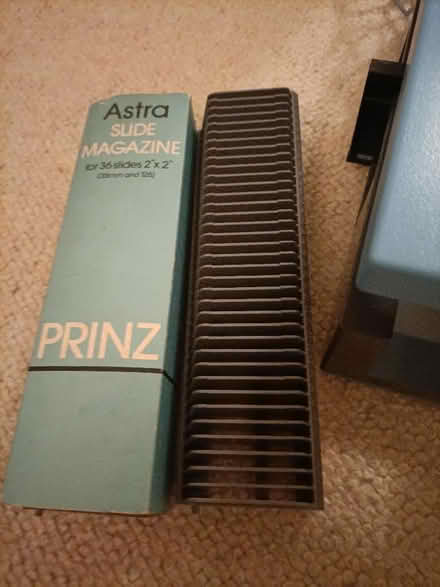 Astra
SLIDE
MAGAZINE
for 36 slides 2"x 2"
(35mm and 126)
PRINZ